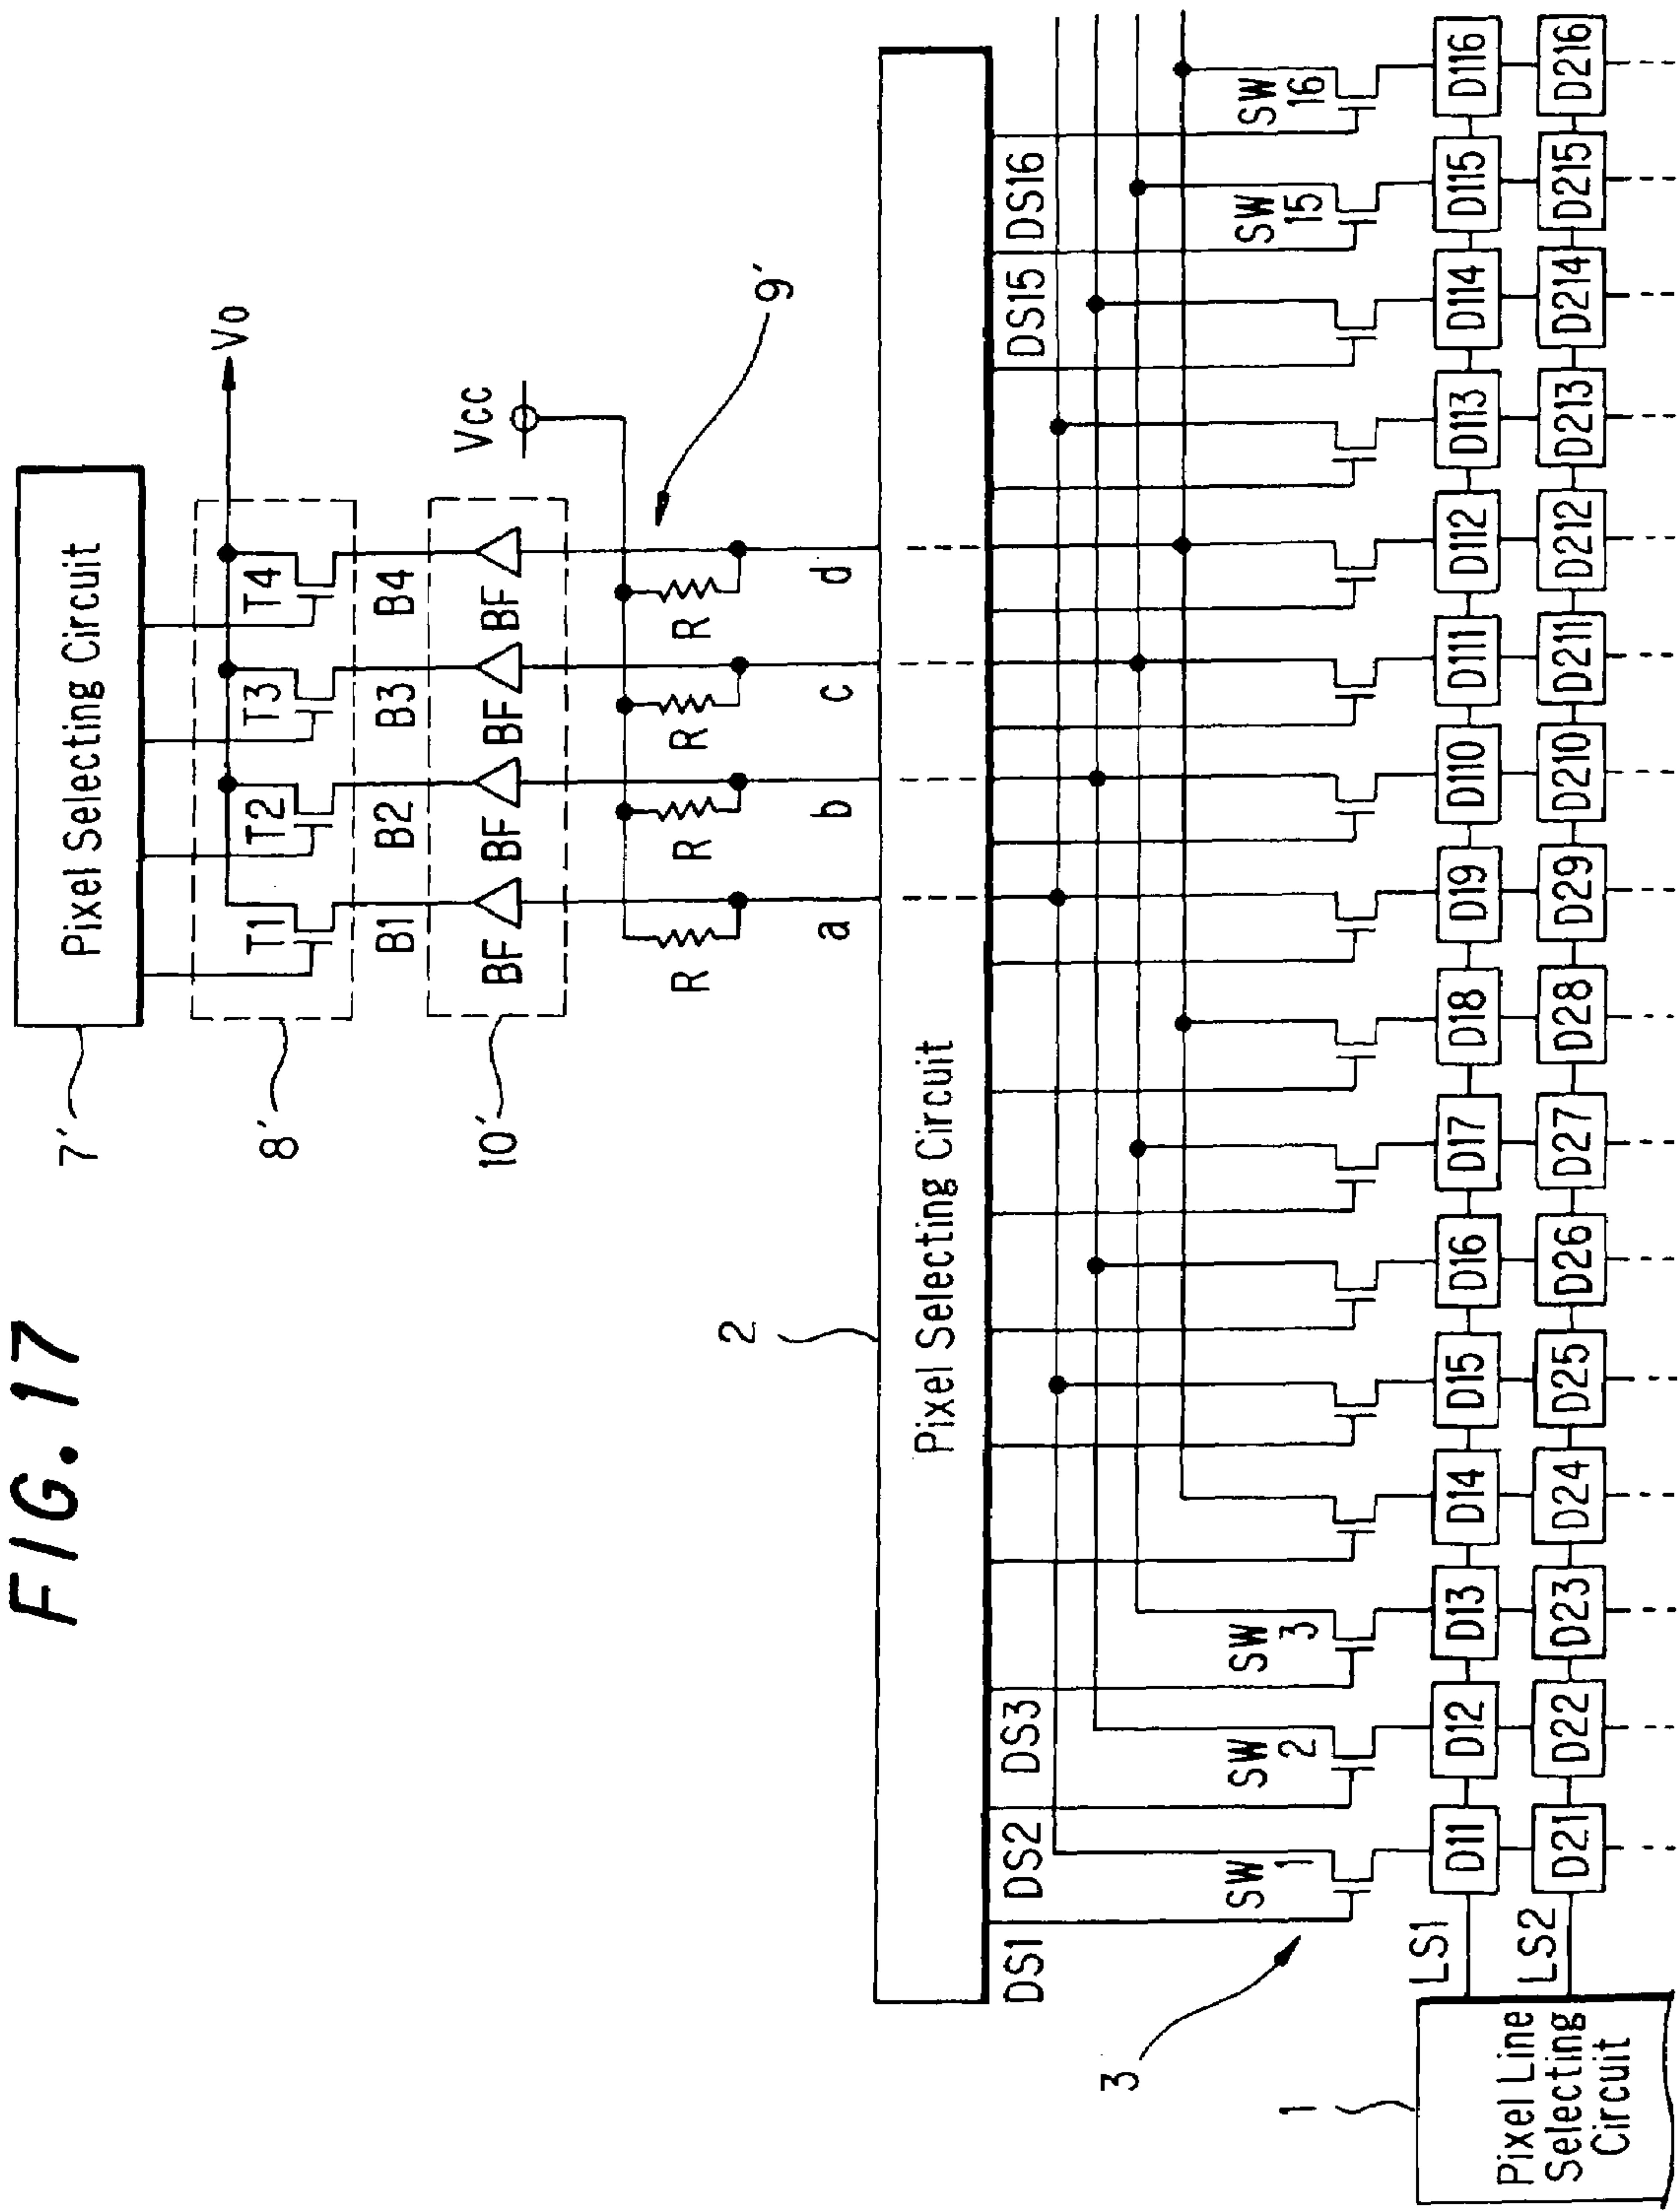 FIG. 17
Pixel Selecting Circuit
7′
Vo
T1 T2 T3 T4
8′
B1 B2 B3 B4
Vcc
BF BF BF BF
10′
9′
R R R R
a b c d
2
Pixel Selecting Circuit
DS1 DS2 DS3 DS15 DS16
3
SW 1
SW 2
SW 3
SW 15
SW 16
LS1
D11 D12 D13 D14 D15 D16 D17 D18 D19 D110 D111 D112 D113 D114 D115 D116
LS2
D21 D22 D23 D24 D25 D26 D27 D28 D29 D210 D211 D212 D213 D214 D215 D216
1
Pixel Line
Selecting
Circuit